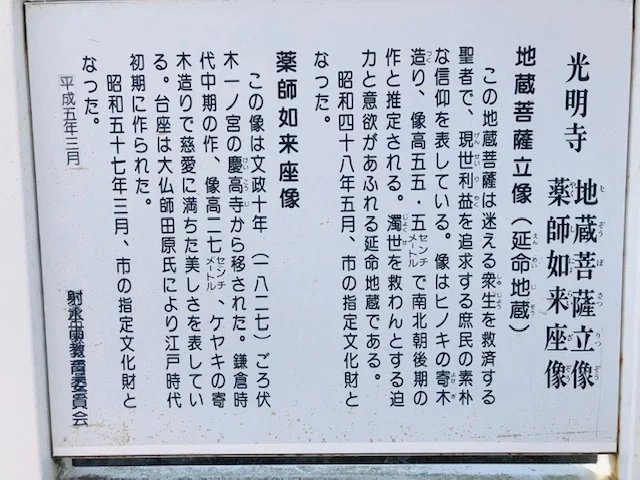 光明寺 地蔵菩薩立像
薬師如来座像
地蔵菩薩立像（延命地蔵）
この地蔵菩薩は迷える衆生を救済する
聖者で、現世利益を追求する庶民の素朴
な信仰を表している。像はヒノキの寄木
造り、像高五五・五センチメートルで南北朝後期の
作と推定される。濁世を救わんとする迫
力と意欲があふれる延命地蔵である。
昭和四十八年五月、市の指定文化財と
なった。
薬師如来座像
この像は文政十年（一八二七）ごろ伏
木一ノ宮の慶高寺から移された。鎌倉時
代中期の作、像高二七センチメートル、ケヤキの寄
木造りで慈愛に満ちた美しさを表してい
る。台座は大仏師田原氏により江戸時代
初期に作られた。
昭和五十七年三月、市の指定文化財と
なった。
平成五年三月
射水市教育委員会